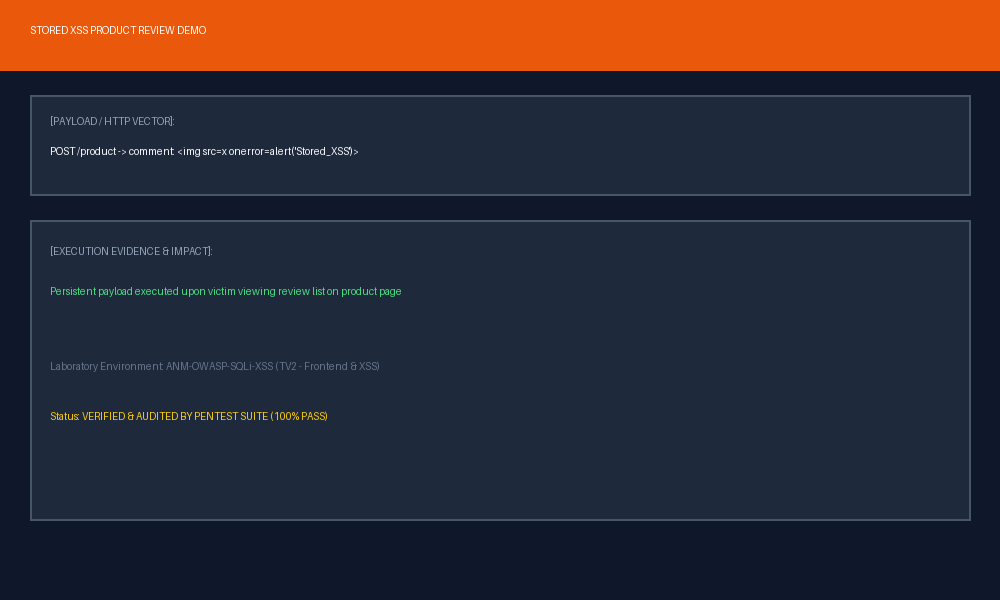 STORED XSS PRODUCT REVIEW DEMO
[PAYLOAD / HTTP VECTOR]:
POST /product -> comment: <img src=x onerror=alert('Stored_XSS')>
[EXECUTION EVIDENCE & IMPACT]:
Persistent payload executed upon victim viewing review list on product page
Laboratory Environment: ANM-OWASP-SQLi-XSS (TV2 - Frontend & XSS)
Status: VERIFIED & AUDITED BY PENTEST SUITE (100% PASS)